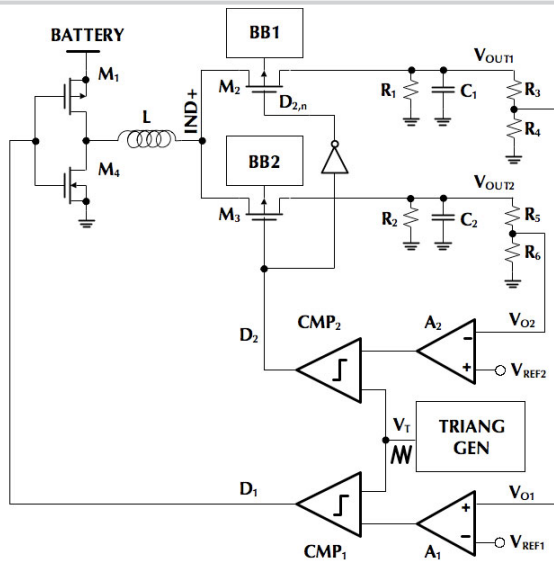 BATTERY
BB1
M₁
M₂
IND+
D₂,ₙ
L
R₁
C₁
V_OUT1
R₃
R₄
M₄
BB2
M₃
R₂
C₂
V_OUT2
R₅
R₆
D₂
CMP₂
A₂
V_O2
V_REF2
V_T
TRIANG
GEN
D₁
CMP₁
A₁
V_O1
V_REF1